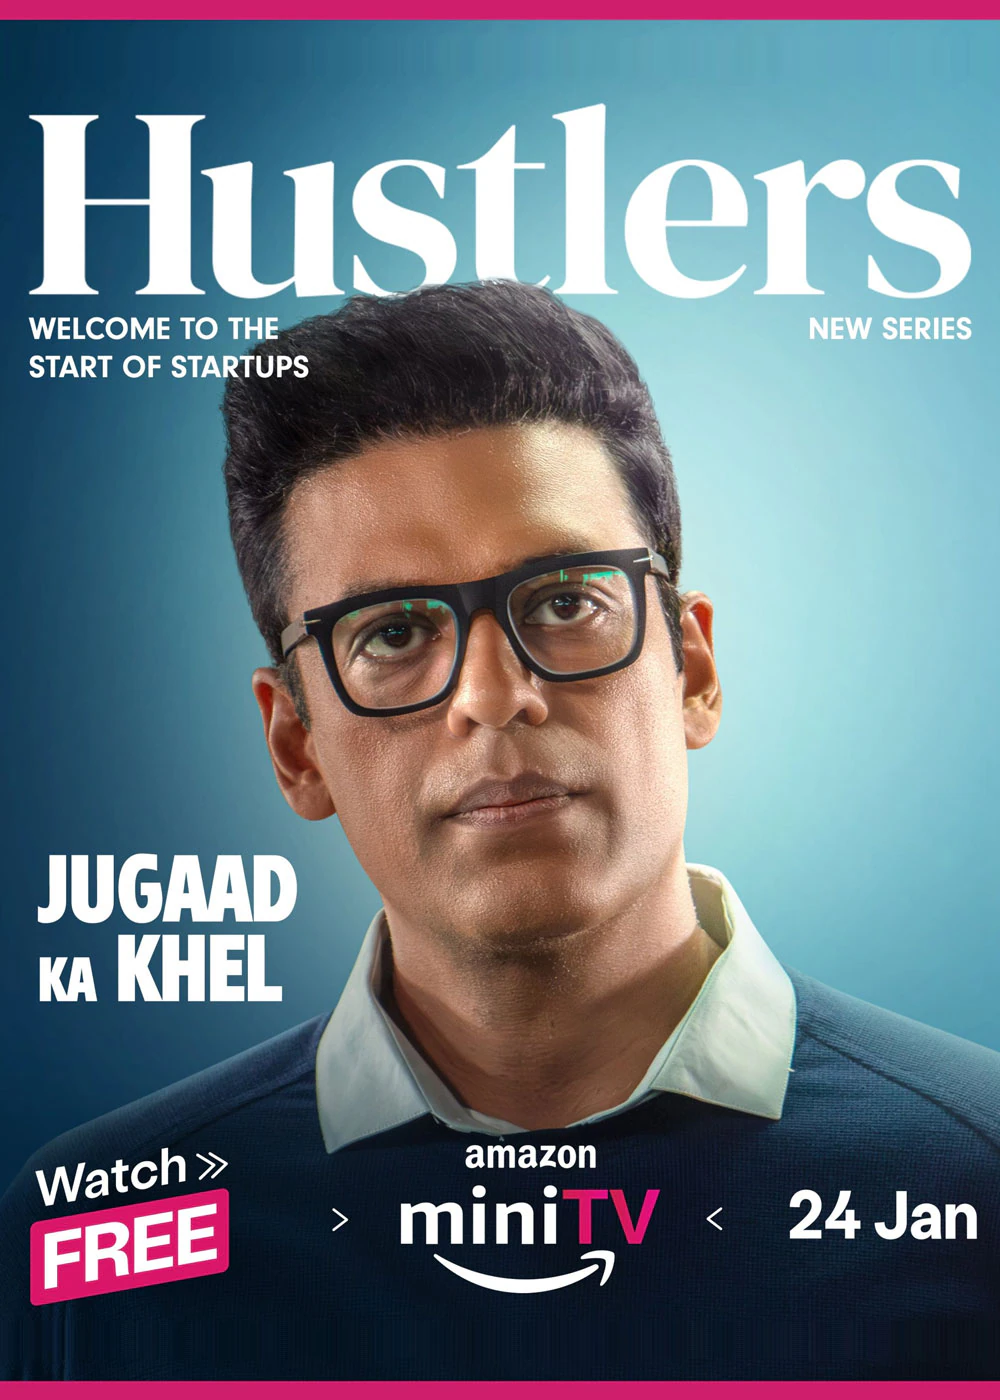 Hustlers
WELCOME TO THE
START OF STARTUPS
NEW SERIES
JUGAAD
KA KHEL
Watch
FREE
amazon
miniTV
24 Jan